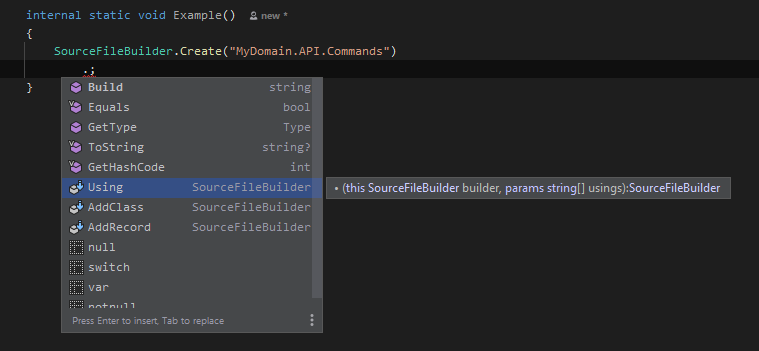 internal static void Example() new *
{
SourceFileBuilder.Create("MyDomain.API.Commands")
.;
}
Build string
Equals bool
GetType Type
ToString string?
GetHashCode int
Using SourceFileBuilder
• (this SourceFileBuilder builder, params string[] usings):SourceFileBuilder
AddClass SourceFileBuilder
AddRecord SourceFileBuilder
null
switch
var
notnull
Press Enter to insert, Tab to replace